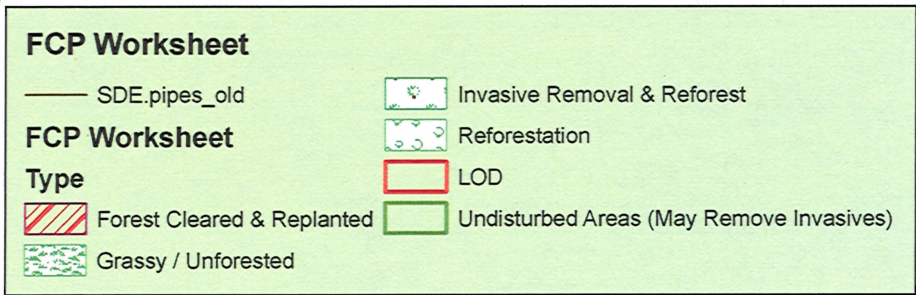 FCP Worksheet
SDE.pipes_old
FCP Worksheet
Type
Forest Cleared & Replanted
Grassy / Unforested
Invasive Removal & Reforest
Reforestation
LOD
Undisturbed Areas (May Remove Invasives)